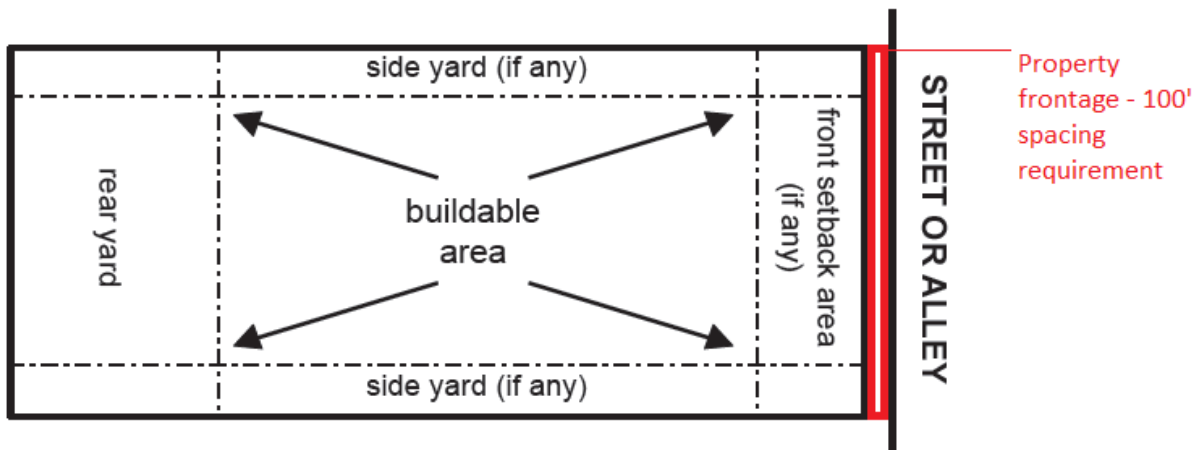 side yard (if any)
rear yard
buildable
area
front setback area
(if any)
side yard (if any)
STREET OR ALLEY
Property
frontage - 100'
spacing
requirement